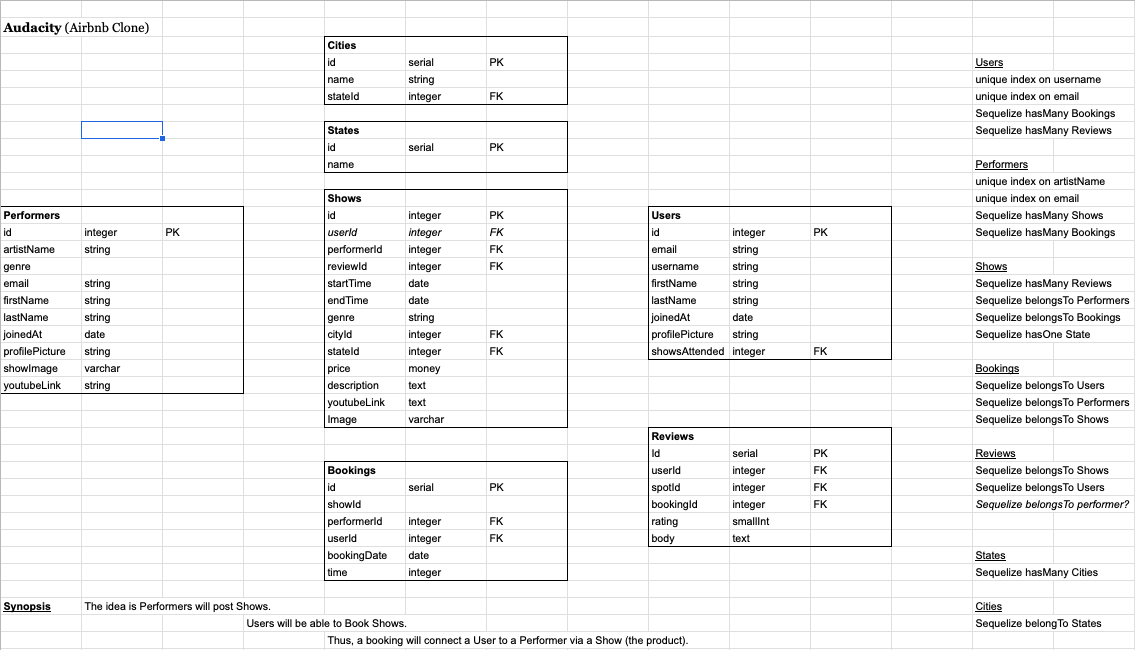 Audacity (Airbnb Clone)
Cities
id serial PK
name string
stateId integer FK
States
id serial PK
name
Shows
id integer PK
userId integer FK
performerId integer FK
reviewId integer FK
startTime date
endTime date
genre string
cityId integer FK
stateId integer FK
price money
description text
youtubeLink text
Image varchar
Performers
id integer PK
artistName string
genre
email string
firstName string
lastName string
joinedAt date
profilePicture string
showImage varchar
youtubeLink string
Users
id integer PK
email string
username string
firstName string
lastName string
joinedAt date
profilePicture string
showsAttended integer FK
Bookings
id serial PK
showId
performerId integer FK
userId integer FK
bookingDate date
time integer
Reviews
Id serial PK
userId integer FK
spotId integer FK
bookingId integer FK
rating smallInt
body text
Users
unique index on username
unique index on email
Sequelize hasMany Bookings
Sequelize hasMany Reviews
Performers
unique index on artistName
unique index on email
Sequelize hasMany Shows
Sequelize hasMany Bookings
Shows
Sequelize hasMany Reviews
Sequelize belongsTo Performers
Sequelize belongsTo Bookings
Sequelize hasOne State
Bookings
Sequelize belongsTo Users
Sequelize belongsTo Performers
Sequelize belongsTo Shows
Reviews
Sequelize belongsTo Shows
Sequelize belongsTo Users
Sequelize belongsTo performer?
States
Sequelize hasMany Cities
Cities
Sequelize belongTo States
Synopsis The idea is Performers will post Shows.
Users will be able to Book Shows.
Thus, a booking will connect a User to a Performer via a Show (the product).